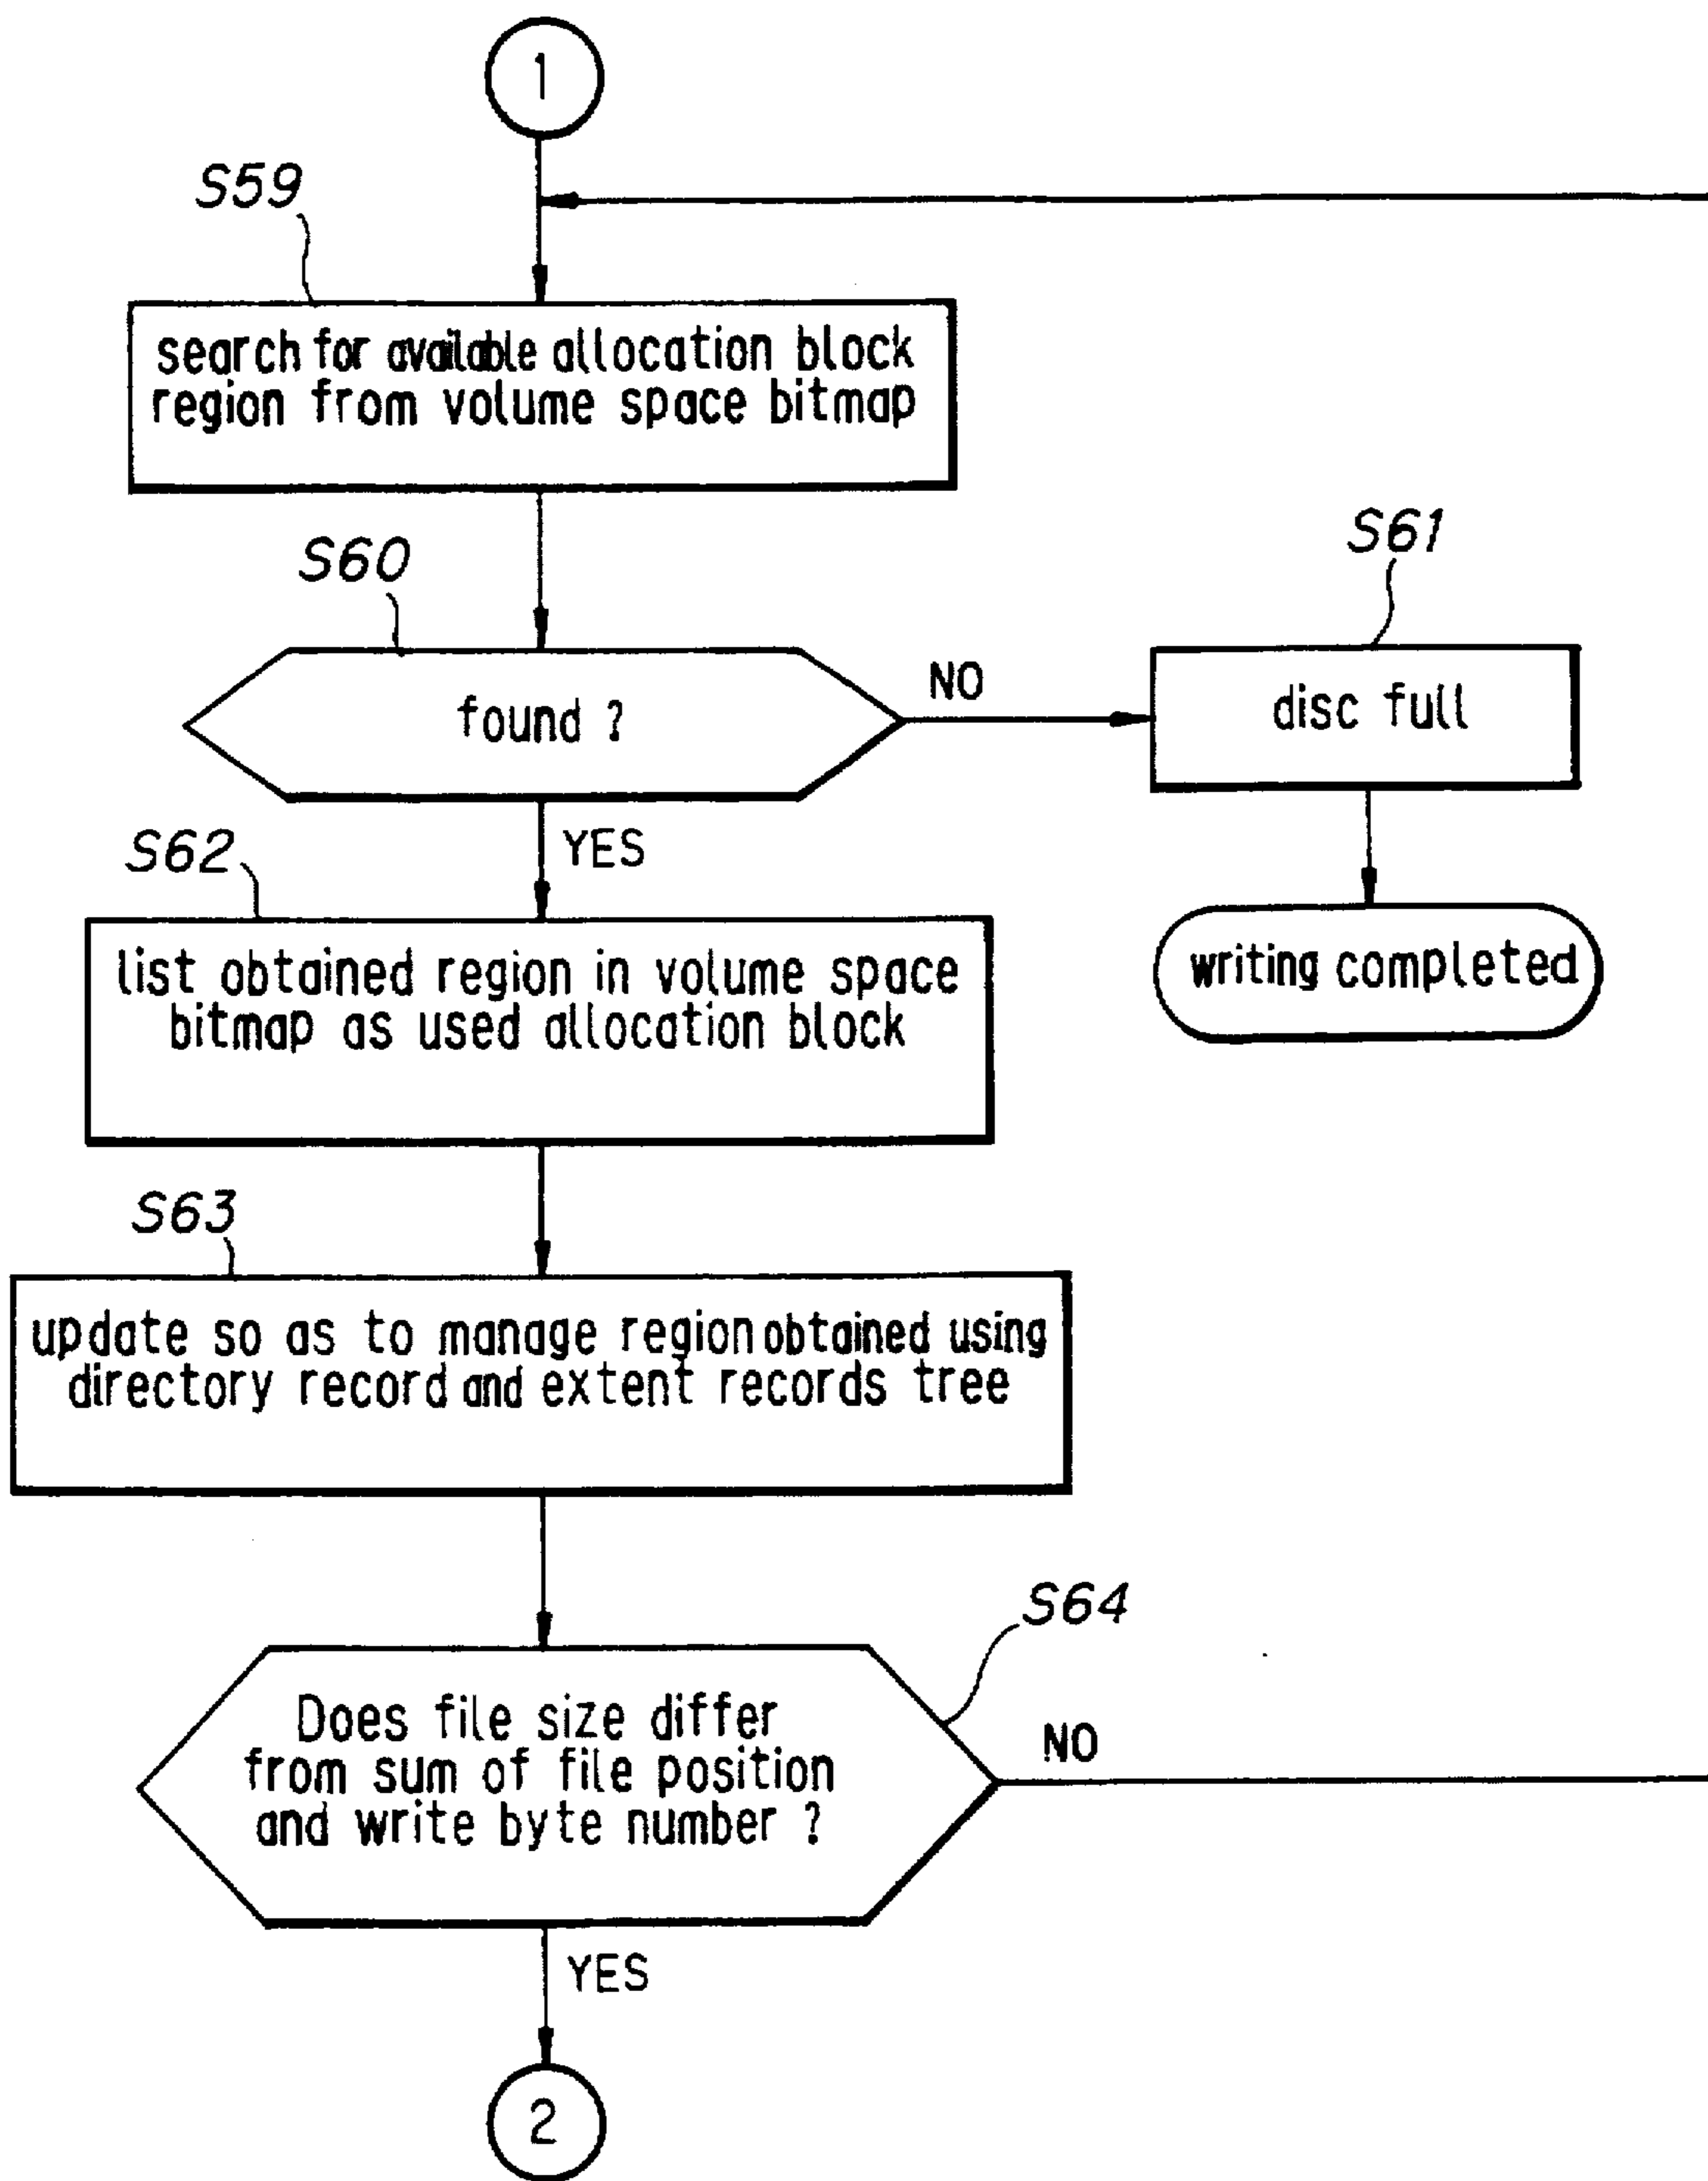 1
S59
search for available allocation block
region from volume space bitmap
S60
found ?
NO
S61
disc full
writing completed
YES
S62
list obtained region in volume space
bitmap as used allocation block
S63
update so as to manage region obtained using
directory record and extent records tree
S64
Does file size differ
from sum of file position
and write byte number ?
NO
YES
2